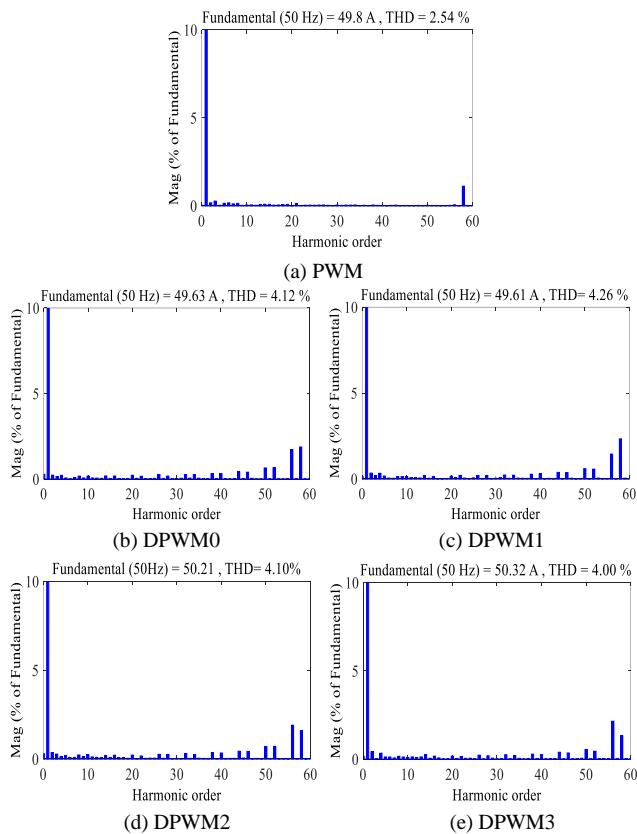 Fundamental (50 Hz) = 49.8 A , THD = 2.54 %
Mag (% of Fundamental)
10
5
0
0 10 20 30 40 50 60
Harmonic order
(a) PWM
Fundamental (50 Hz) = 49.63 A , THD = 4.12 %
Mag (% of Fundamental)
10
5
0
0 10 20 30 40 50 60
Harmonic order
(b) DPWM0
Fundamental (50 Hz) = 49.61 A , THD= 4.26 %
Mag (% of Fundamental)
10
5
0
0 10 20 30 40 50 60
Harmonic order
(c) DPWM1
Fundamental (50Hz) = 50.21 , THD= 4.10%
Mag (% of Fundamental)
10
5
0
0 10 20 30 40 50 60
Harmonic order
(d) DPWM2
Fundamental (50 Hz) = 50.32 A , THD = 4.00 %
Mag (% of Fundamental)
10
5
0
0 10 20 30 40 50 60
Harmonic order
(e) DPWM3